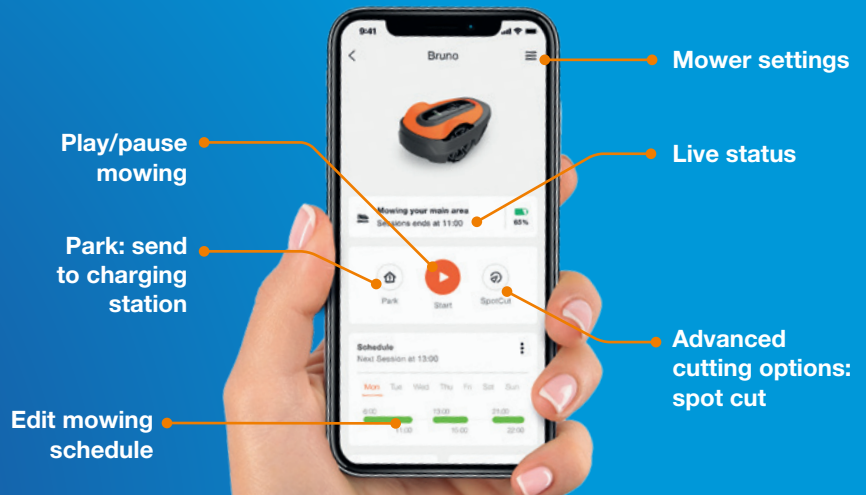 9:41
Bruno
Mower settings
Play/pause
mowing
Live status
Mowing your main area
Sessions ends at 11:00
65%
Park: send
to charging
station
Park
Start
SpotCut
Advanced
cutting options:
spot cut
Schedule
Next Session at 13:00
Mon Tue Wed Thu Fri Sat Sun
6:00 13:00 21:00
11:00 10:00 22:00
Edit mowing
schedule